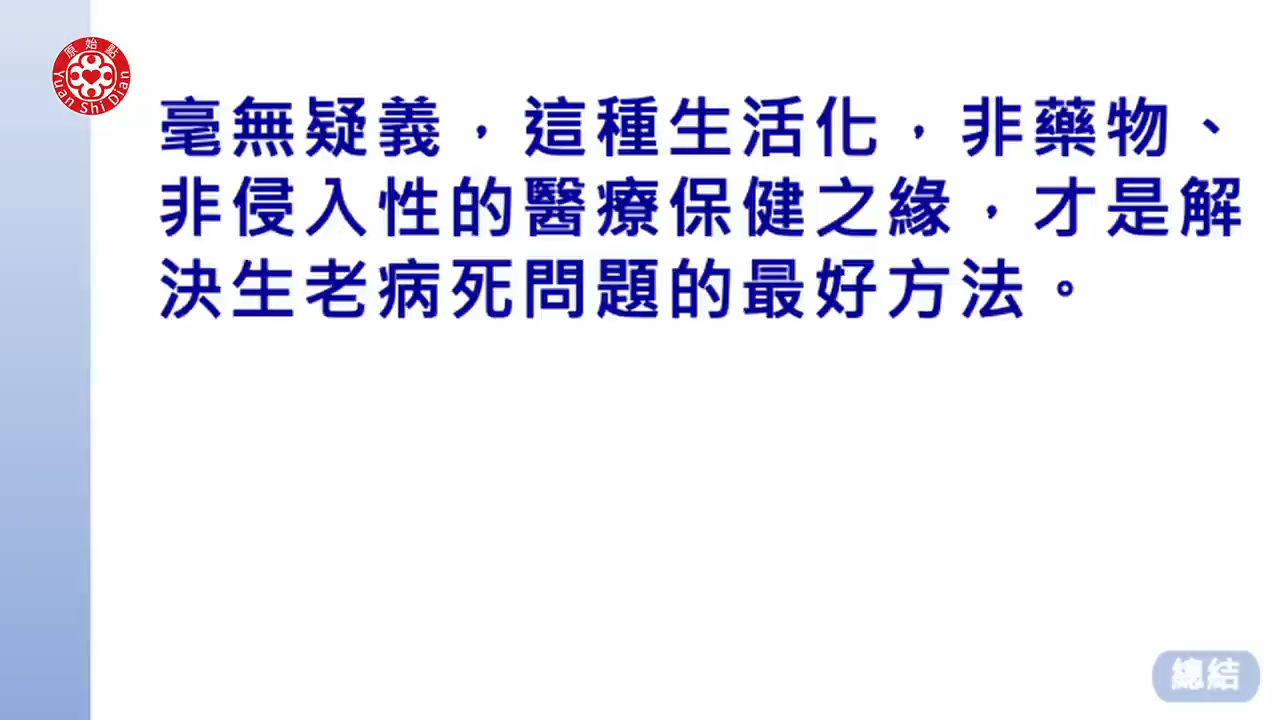 原始點
Yuan Shi Dian
毫無疑義，這種生活化，非藥物、
非侵入性的醫療保健之緣，才是解
決生老病死問題的最好方法。
總結